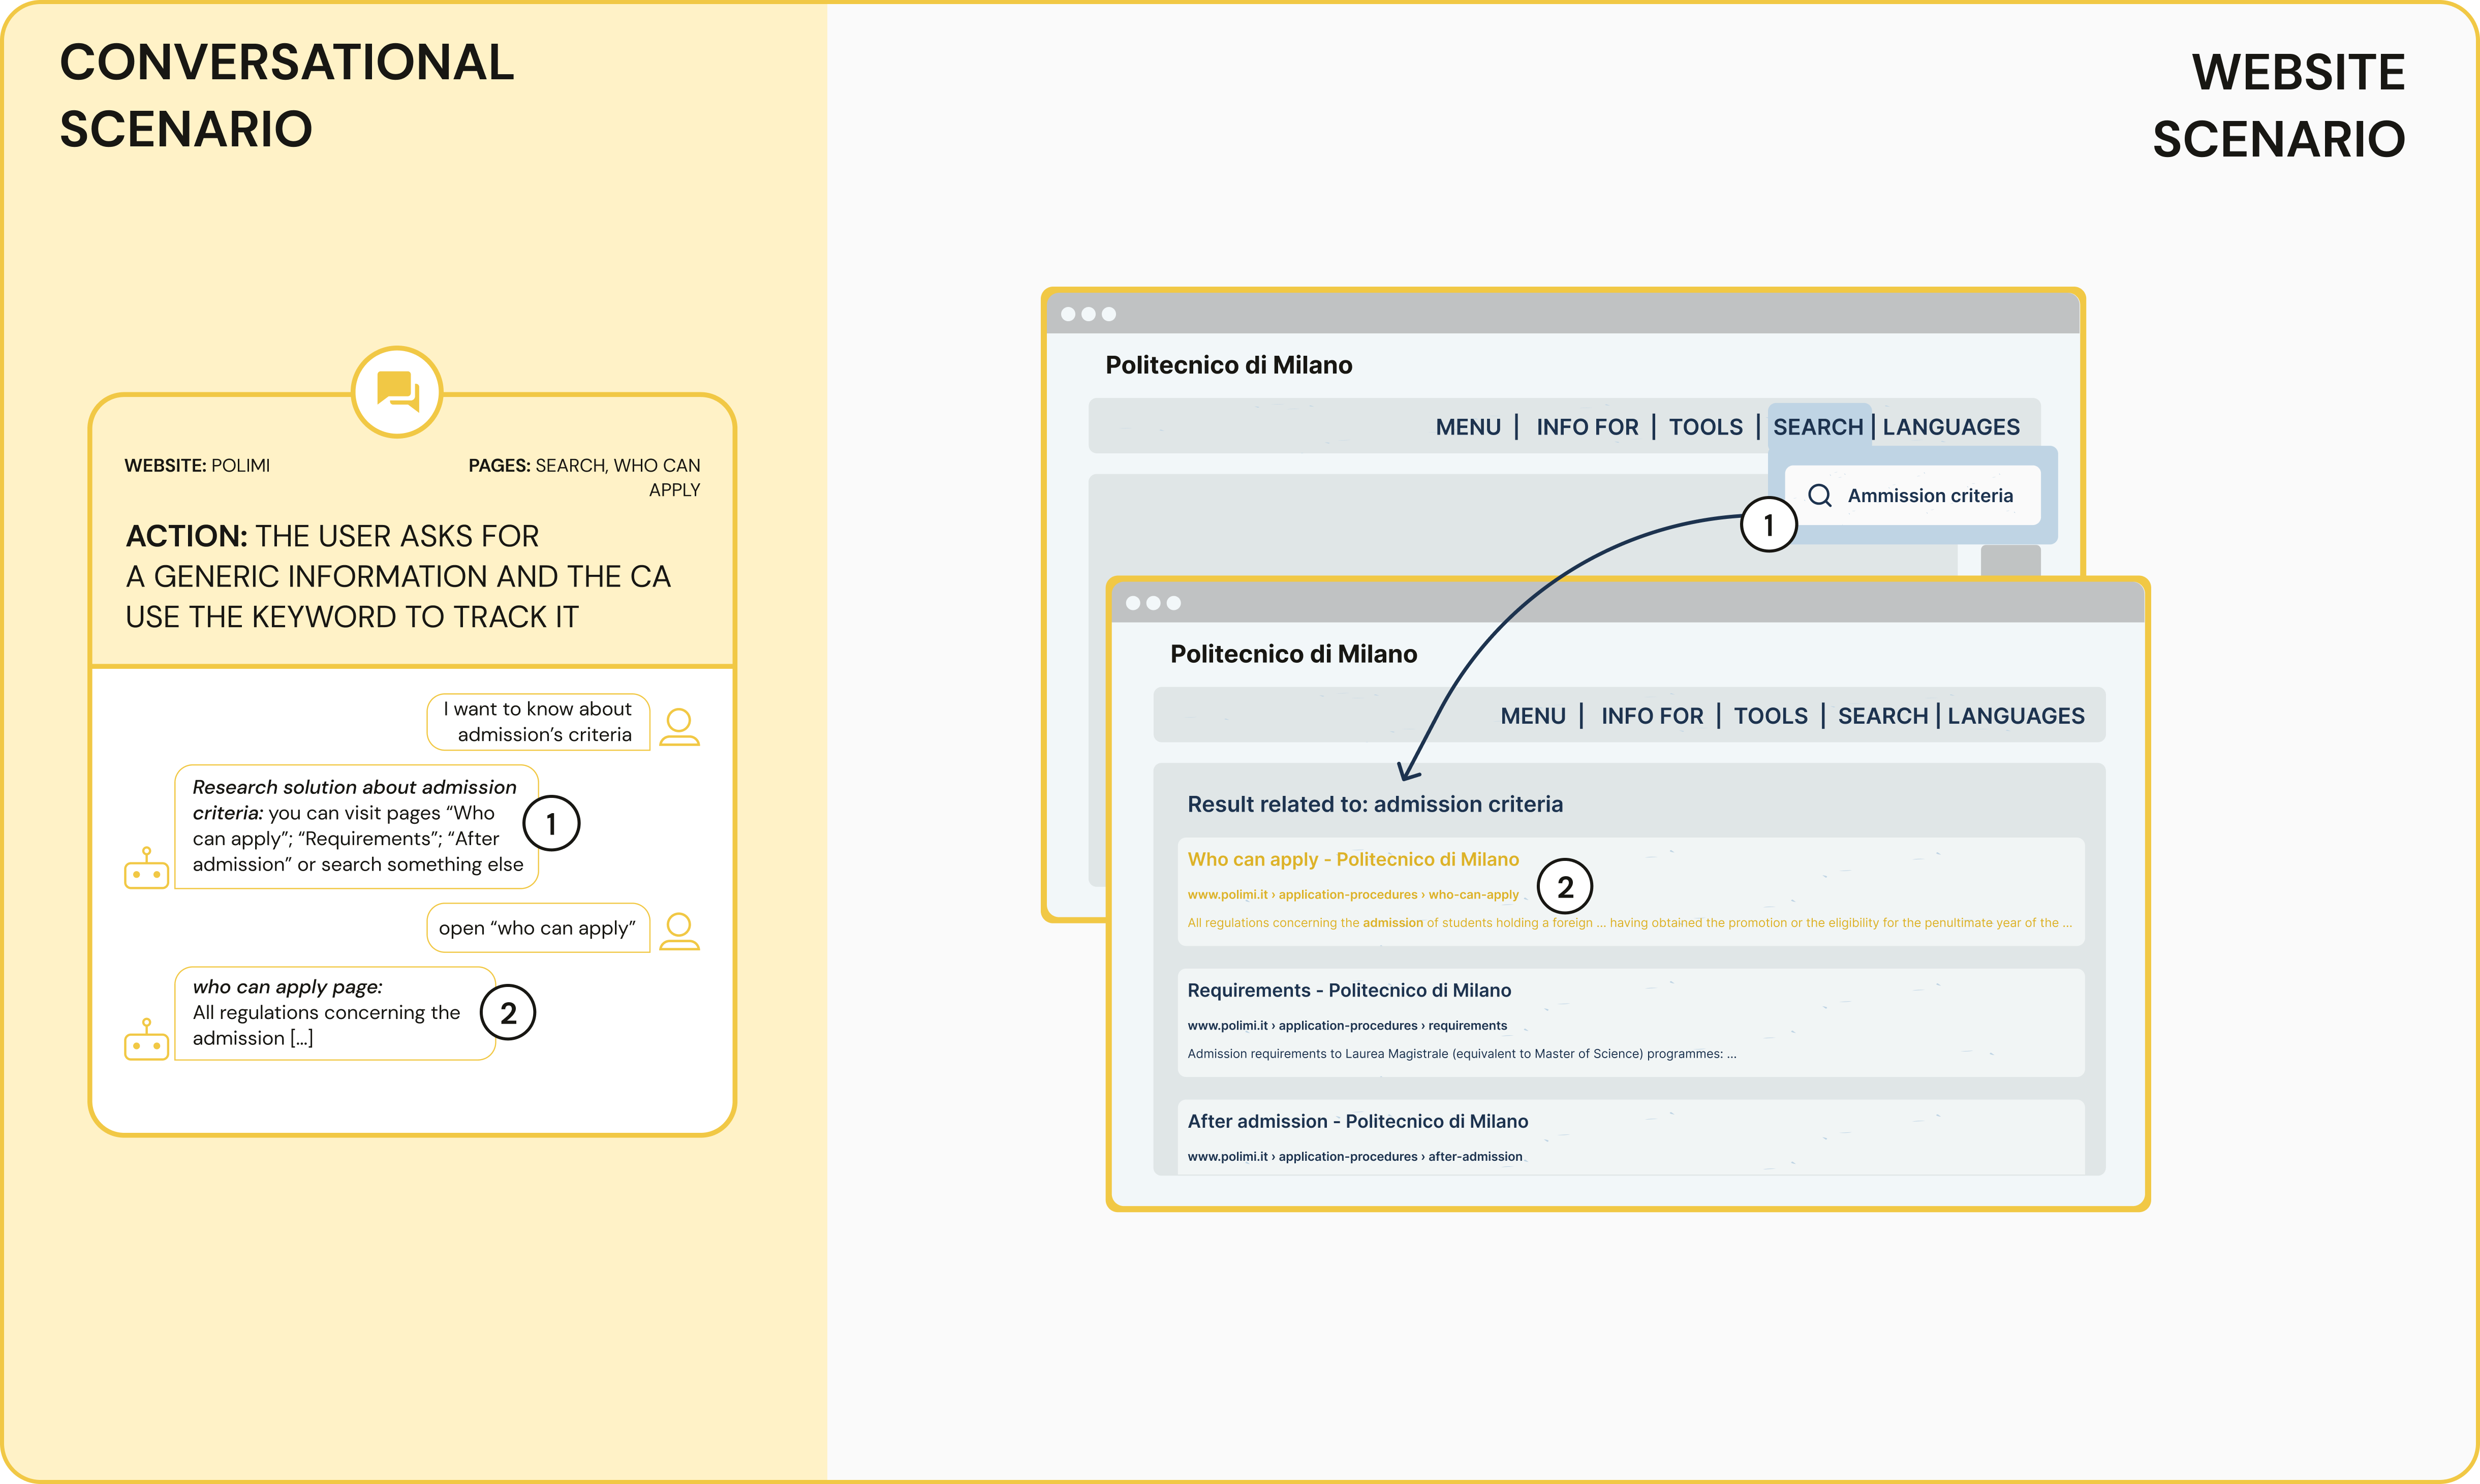 CONVERSATIONAL
SCENARIO
WEBSITE: POLIMI
PAGES: SEARCH, WHO CAN
APPLY
ACTION: THE USER ASKS FOR
A GENERIC INFORMATION AND THE CA
USE THE KEYWORD TO TRACK IT
I want to know about
admission’s criteria
Research solution about admission
criteria: you can visit pages “Who
can apply”; “Requirements”; “After
admission” or search something else
1
open “who can apply”
who can apply page:
All regulations concerning the
admission [...]
2
WEBSITE
SCENARIO
Politecnico di Milano
MENU | INFO FOR | TOOLS | SEARCH | LANGUAGES
Ammission criteria
1
Politecnico di Milano
MENU | INFO FOR | TOOLS | SEARCH | LANGUAGES
Result related to: admission criteria
Who can apply - Politecnico di Milano
www.polimi.it › application-procedures › who-can-apply
2
All regulations concerning the admission of students holding a foreign ... having obtained the promotion or the eligibility for the penultimate year of the ...
Requirements - Politecnico di Milano
www.polimi.it › application-procedures › requirements
Admission requirements to Laurea Magistrale (equivalent to Master of Science) programmes: ...
After admission - Politecnico di Milano
www.polimi.it › application-procedures › after-admission